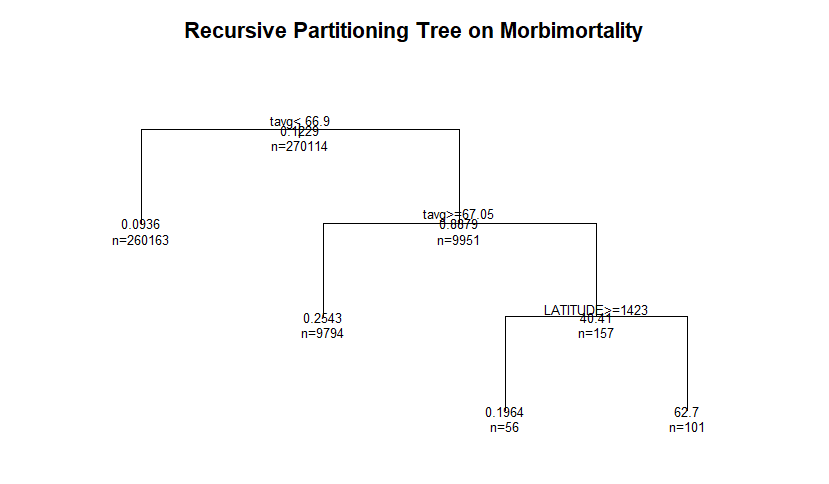 Recursive Partitioning Tree on Morbimortality
tavg< 66.9
0.1229
n=270114
tavg>=67.05
0.0936
0.8879
n=260163
n=9951
LATITUDE>=1423
0.2543
40.41
n=9794
n=157
0.1964
62.7
n=56
n=101